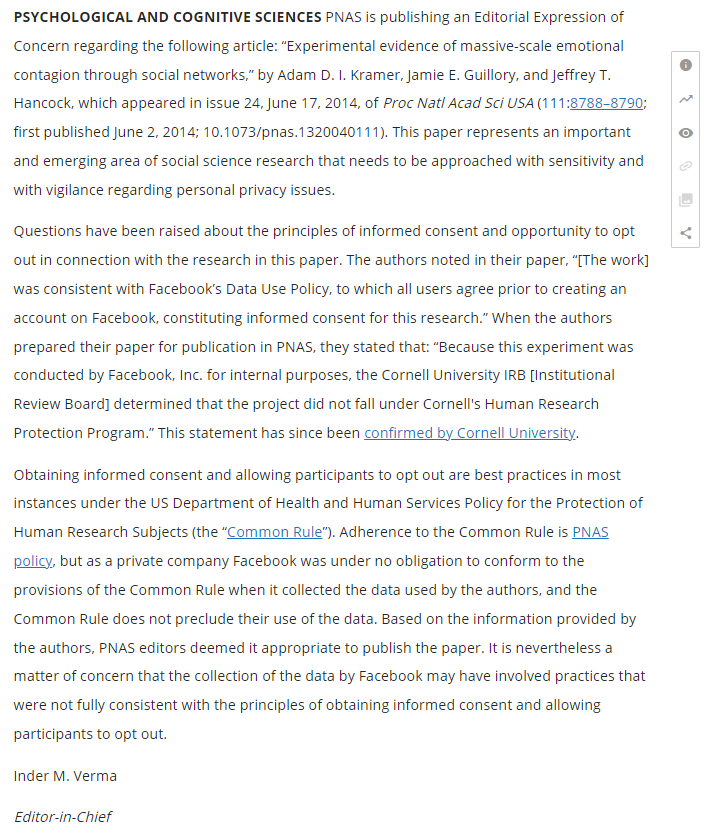 PSYCHOLOGICAL AND COGNITIVE SCIENCES PNAS is publishing an Editorial Expression of
Concern regarding the following article: “Experimental evidence of massive-scale emotional
contagion through social networks,” by Adam D. I. Kramer, Jamie E. Guillory, and Jeffrey T.
Hancock, which appeared in issue 24, June 17, 2014, of Proc Natl Acad Sci USA (111:8788–8790;
first published June 2, 2014; 10.1073/pnas.1320040111). This paper represents an important
and emerging area of social science research that needs to be approached with sensitivity and
with vigilance regarding personal privacy issues.
Questions have been raised about the principles of informed consent and opportunity to opt
out in connection with the research in this paper. The authors noted in their paper, “[The work]
was consistent with Facebook’s Data Use Policy, to which all users agree prior to creating an
account on Facebook, constituting informed consent for this research.” When the authors
prepared their paper for publication in PNAS, they stated that: “Because this experiment was
conducted by Facebook, Inc. for internal purposes, the Cornell University IRB [Institutional
Review Board] determined that the project did not fall under Cornell's Human Research
Protection Program.” This statement has since been confirmed by Cornell University.
Obtaining informed consent and allowing participants to opt out are best practices in most
instances under the US Department of Health and Human Services Policy for the Protection of
Human Research Subjects (the “Common Rule”). Adherence to the Common Rule is PNAS
policy, but as a private company Facebook was under no obligation to conform to the
provisions of the Common Rule when it collected the data used by the authors, and the
Common Rule does not preclude their use of the data. Based on the information provided by
the authors, PNAS editors deemed it appropriate to publish the paper. It is nevertheless a
matter of concern that the collection of the data by Facebook may have involved practices that
were not fully consistent with the principles of obtaining informed consent and allowing
participants to opt out.
Inder M. Verma
Editor-in-Chief